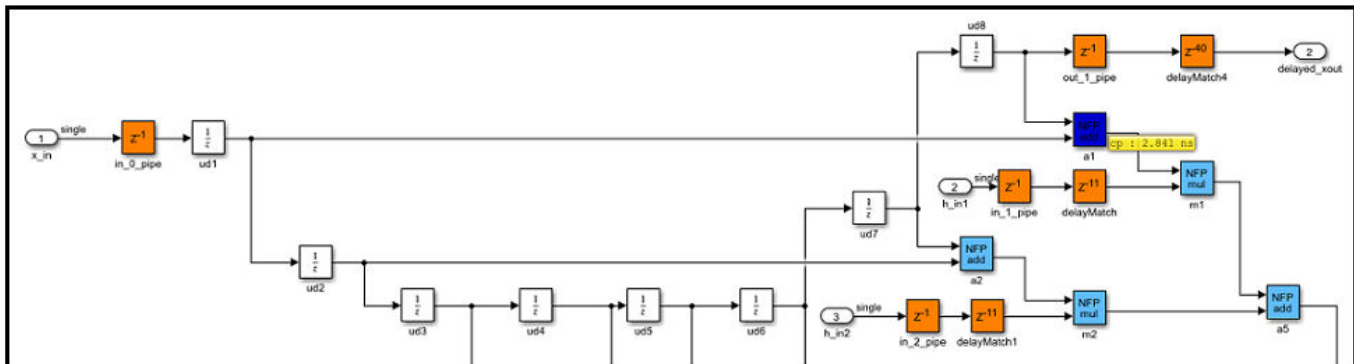 ud8
1
z
z-1
z-40
2
out_1_pipe
delayMatch4
delayed_xout
1
single
z-1
1
z
NFP
add
x_in
in_0_pipe
ud1
a1
cp : 2.841 ns
2
single
z-1
z-11
NFP
mul
h_in1
in_1_pipe
delayMatch
m1
1
z
ud7
1
z
NFP
add
ud2
a2
1
z
1
z
1
z
1
z
3
single
z-1
z-11
NFP
mul
NFP
add
ud3
ud4
ud5
ud6
h_in2
in_2_pipe
delayMatch1
m2
a5